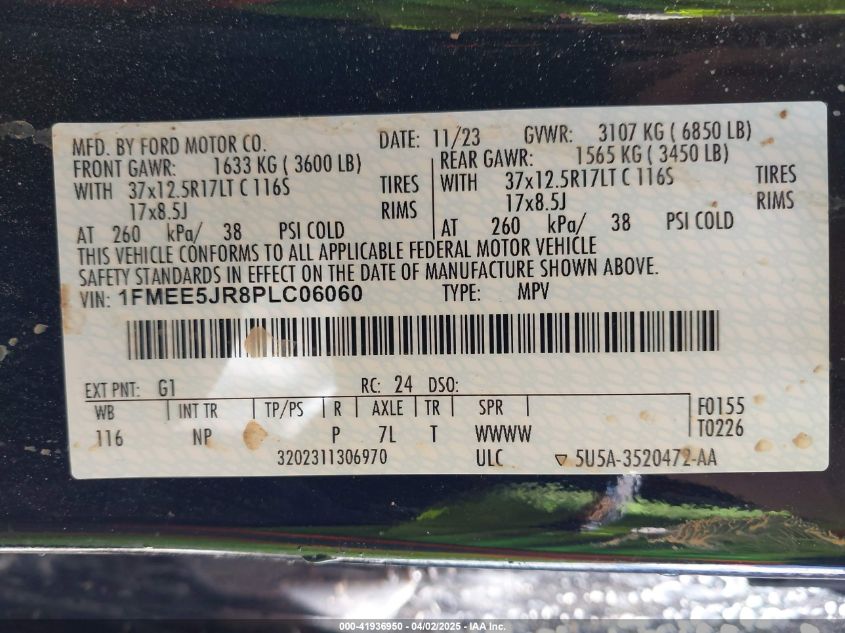 MFD. BY FORD MOTOR CO. DATE: 11/23 GVWR: 3107 KG ( 6850 LB)
FRONT GAWR: 1633 KG ( 3600 LB) REAR GAWR: 1565 KG ( 3450 LB)
WITH 37x12.5R17LT C 116S TIRES WITH 37x12.5R17LT C 116S TIRES
17x8.5J RIMS 17x8.5J RIMS
AT 260 kPa/ 38 PSI COLD AT 260 kPa/ 38 PSI COLD
THIS VEHICLE CONFORMS TO ALL APPLICABLE FEDERAL MOTOR VEHICLE
SAFETY STANDARDS IN EFFECT ON THE DATE OF MANUFACTURE SHOWN ABOVE.
VIN: 1FMEE5JR8PLC06060 TYPE: MPV
EXT PNT: G1 RC: 24 DSO:
WB INT TR TP/PS R AXLE TR SPR F0155
116 NP P 7L T WWWW T0226
3202311306970 ULC ▽ 5U5A-3520472-AA
000-41936950 - 04/02/2025 - IAA Inc.